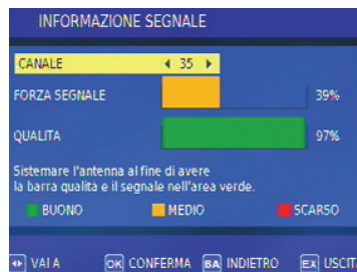 INFORMAZIONE SEGNALE
CANALE 35
FORZA SEGNALE 39%
QUALITA 97%
Sistemare l'antenna al fine di avere
la barra qualità e il segnale nell'area verde.
BUONO MEDIO SCARSO
VAI A OK CONFERMA BA INDIETRO EX USCIT